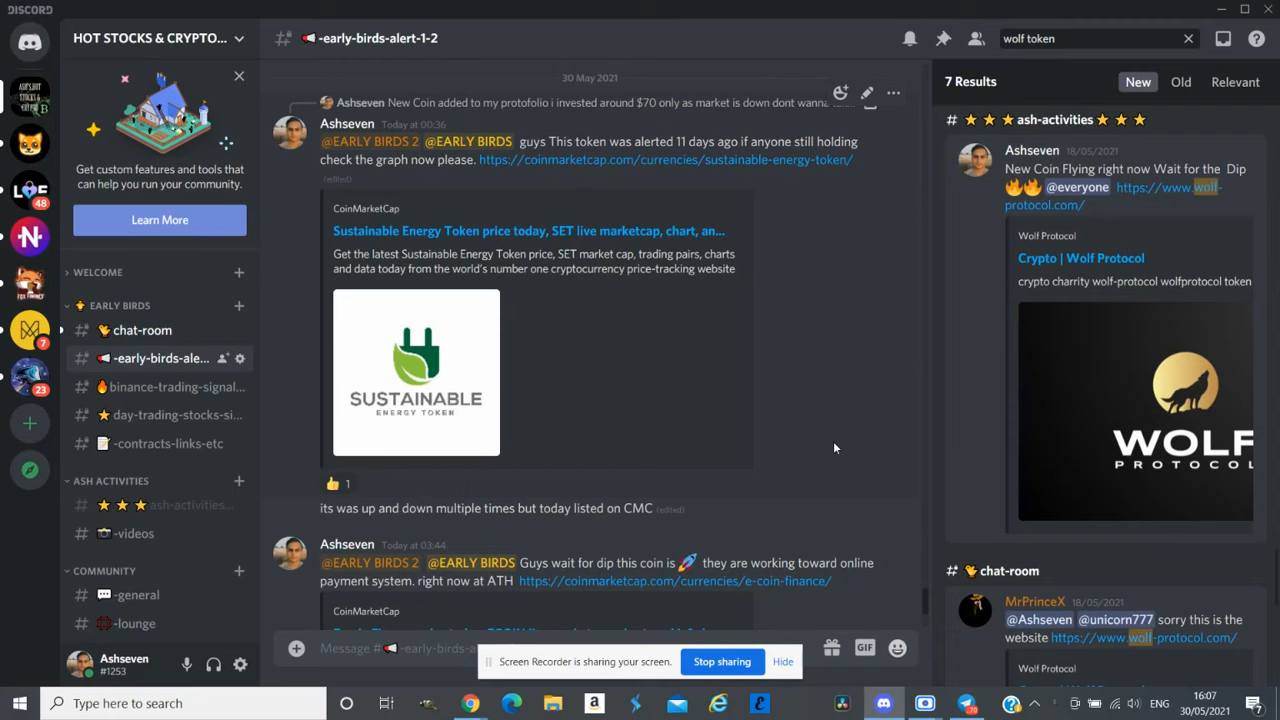 DISCORD
HOT STOCKS & CRYPTO...
Get custom features and tools
that can help you run your community.
Learn More
WELCOME
EARLY BIRDS
chat-room
-early-birds-ale...
binance-trading-signal...
day-trading-stocks-si...
-contracts-links-etc
ASH ACTIVITIES
ash-activities...
-videos
COMMUNITY
-general
-lounge
Ashseven
#1253
48
7
23
-early-birds-alert-1-2
30 May 2021
Ashseven New Coin added to my protofolio i invested around $70 only as market is down dont wanna
Ashseven Today at 00:36
@EARLY BIRDS 2 @EARLY BIRDS guys This token was alerted 11 days ago if anyone still holding
check the graph now please. https://coinmarketcap.com/currencies/sustainable-energy-token/
(edited)
CoinMarketCap
Sustainable Energy Token price today, SET live marketcap, chart, an...
Get the latest Sustainable Energy Token price, SET market cap, trading pairs, charts
and data today from the world's number one cryptocurrency price-tracking website
SUSTAINABLE
ENERGY TOKEN
1
its was up and down multiple times but today listed on CMC (edited)
Ashseven Today at 03:44
@EARLY BIRDS 2 @EARLY BIRDS Guys wait for dip this coin is they are working toward online
payment system. right now at ATH https://coinmarketcap.com/currencies/e-coin-finance/
CoinMarketCap
Message # -early-birds-a
GIF
Screen Recorder is sharing your screen. Stop sharing Hide
wolf token
7 Results New Old Relevant
ash-activities
Ashseven 18/05/2021
New Coin Flying right now Wait for the Dip
@everyone https://www.wolf-
protocol.com/
Wolf Protocol
Crypto | Wolf Protocol
crypto charrity wolf-protocol wolfprotocol token
WOLF
PROTOCOL
chat-room
MrPrinceX 18/05/2021
@Ashseven @unicorn777 sorry this is the
website https://www.wolf-protocol.com/
Wolf Protocol
Type here to search
ENG
16:07
30/05/2021
7